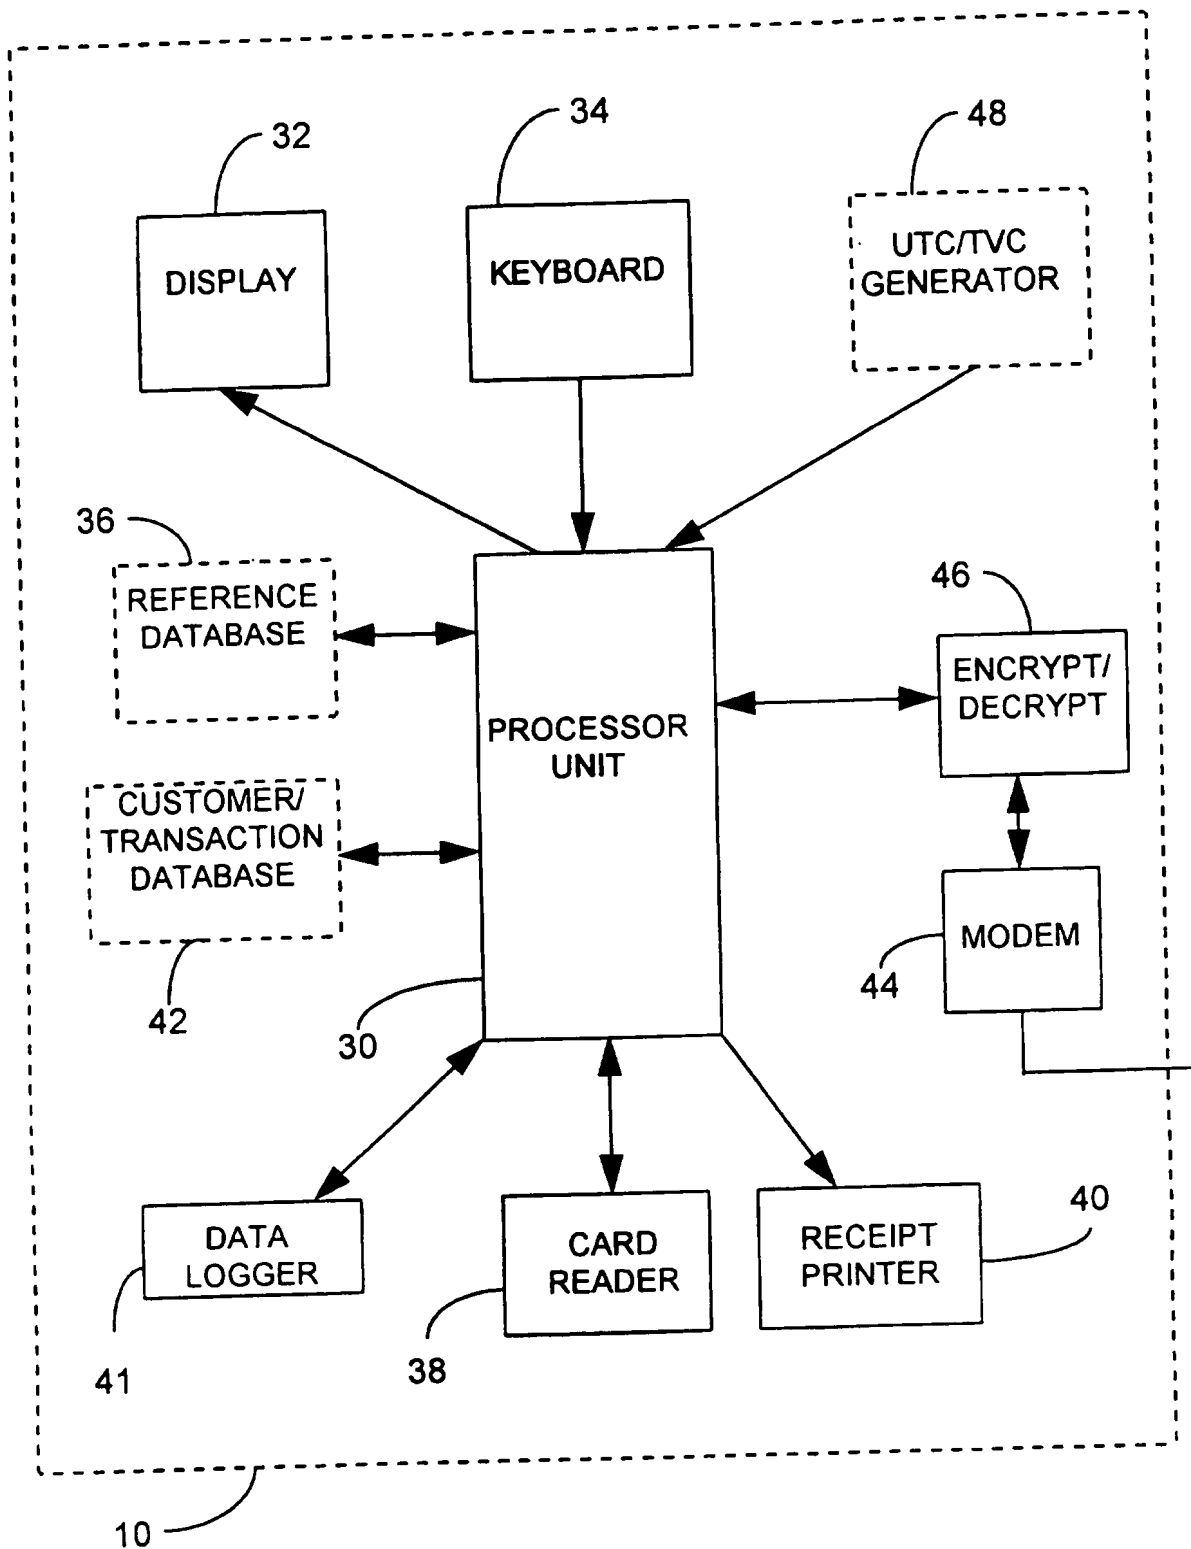 32
34
48
DISPLAY
KEYBOARD
UTC/TVC
GENERATOR
36
REFERENCE
DATABASE
46
ENCRYPT/
DECRYPT
PROCESSOR
UNIT
CUSTOMER/
TRANSACTION
DATABASE
MODEM
44
42
30
DATA
LOGGER
CARD
READER
RECEIPT
PRINTER
40
41
38
10